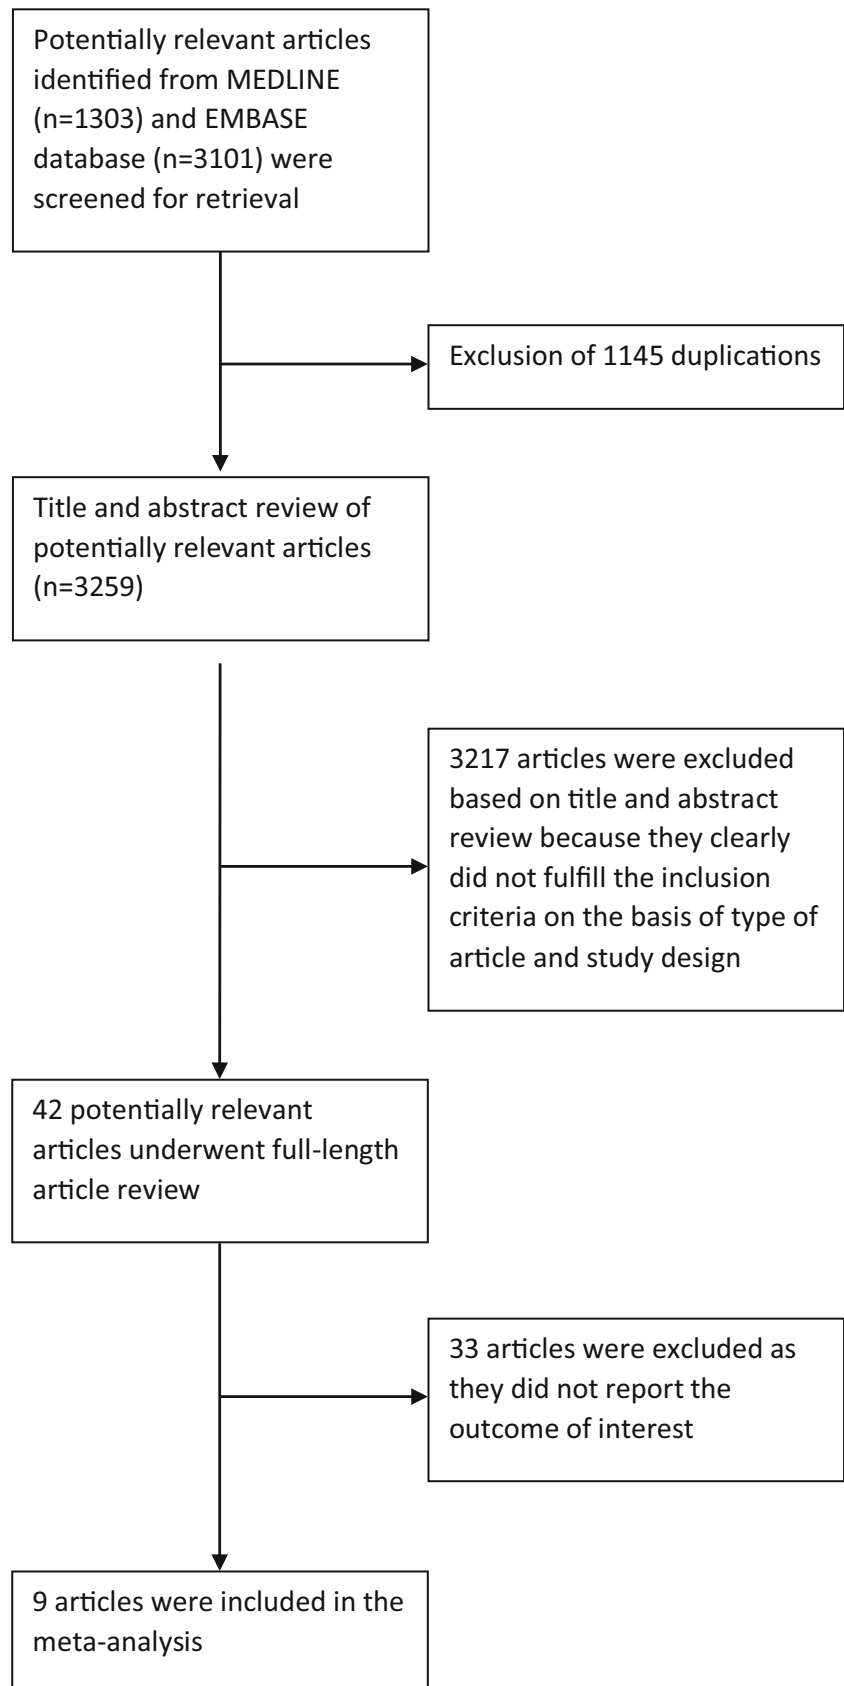 Potentially relevant articles
identified from MEDLINE
(n=1303) and EMBASE
database (n=3101) were
screened for retrieval
Exclusion of 1145 duplications
Title and abstract review of
potentially relevant articles
(n=3259)
3217 articles were excluded
based on title and abstract
review because they clearly
did not fulfill the inclusion
criteria on the basis of type of
article and study design
42 potentially relevant
articles underwent full-length
article review
33 articles were excluded as
they did not report the
outcome of interest
9 articles were included in the
meta-analysis